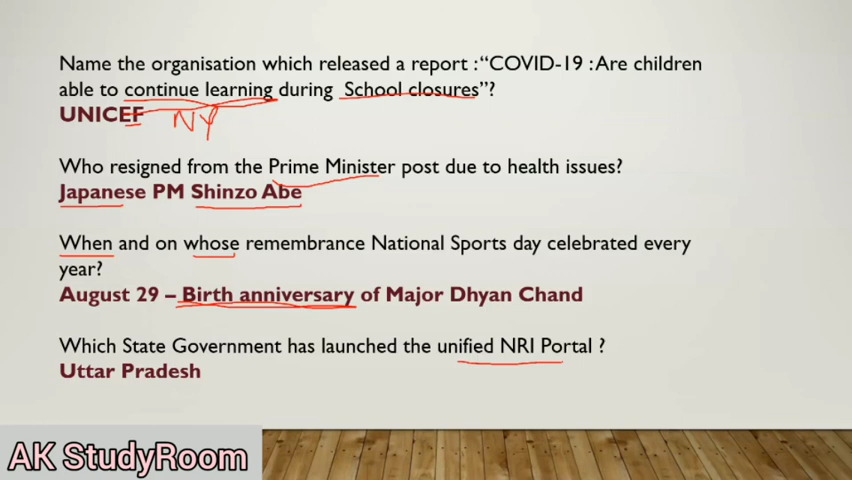 Name the organisation which released a report :“COVID-19 :Are children
able to continue learning during School closures”?
UNICEF
NY
Who resigned from the Prime Minister post due to health issues?
Japanese PM Shinzo Abe
When and on whose remembrance National Sports day celebrated every
year?
August 29 – Birth anniversary of Major Dhyan Chand
Which State Government has launched the unified NRI Portal ?
Uttar Pradesh
AK StudyRoom